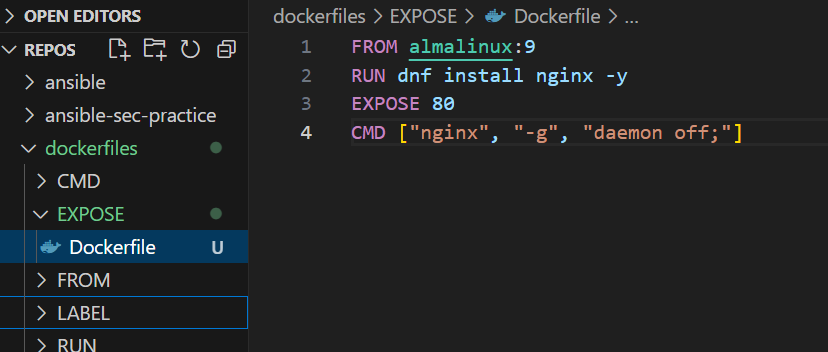 OPEN EDITORS
REPOS
ansible
ansible-sec-practice
dockerfiles
CMD
EXPOSE
Dockerfile U
FROM
LABEL
RUN
dockerfiles > EXPOSE > Dockerfile > ...
1 FROM almalinux:9
2 RUN dnf install nginx -y
3 EXPOSE 80
4 CMD ["nginx", "-g", "daemon off;"]